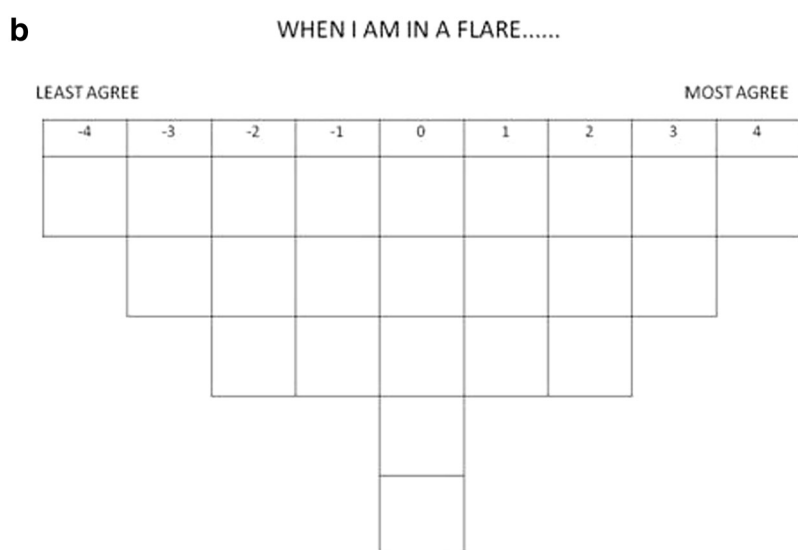 b
WHEN I AM IN A FLARE......
LEAST AGREE MOST AGREE
-4 -3 -2 -1 0 1 2 3 4